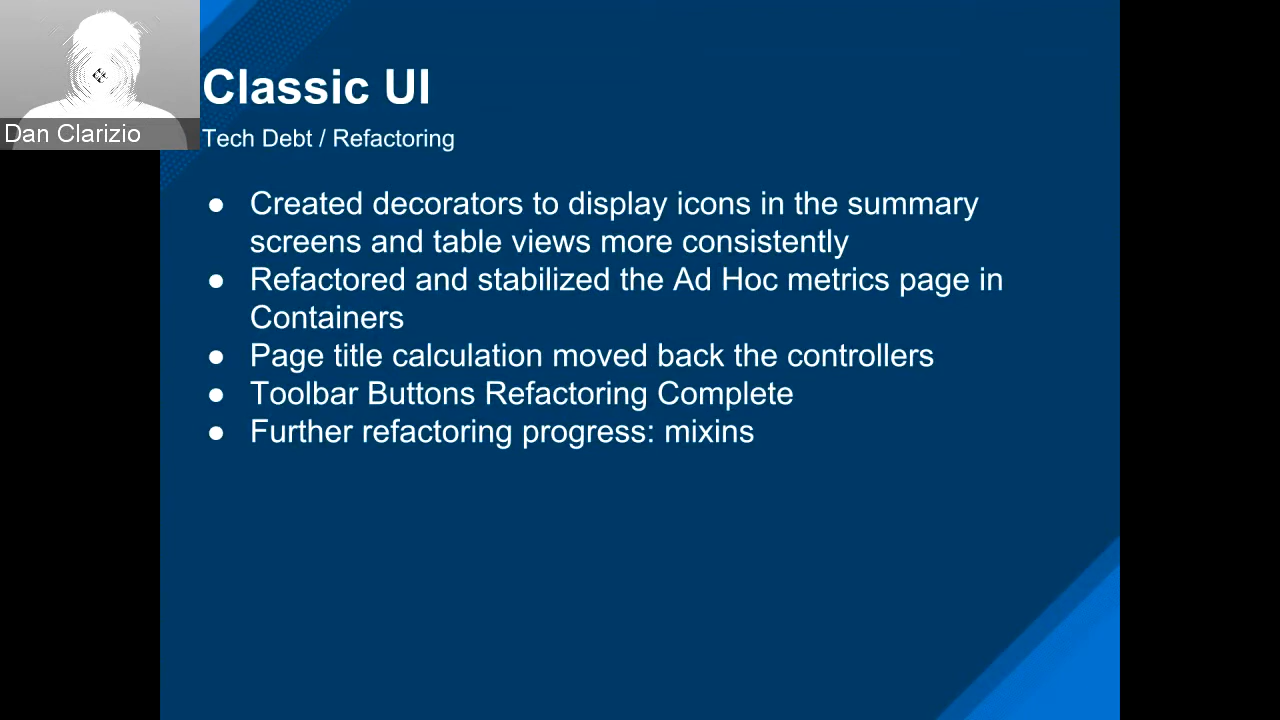 Classic UI
Dan Clarizio
Tech Debt / Refactoring
● Created decorators to display icons in the summary
screens and table views more consistently
● Refactored and stabilized the Ad Hoc metrics page in
Containers
● Page title calculation moved back the controllers
● Toolbar Buttons Refactoring Complete
● Further refactoring progress: mixins